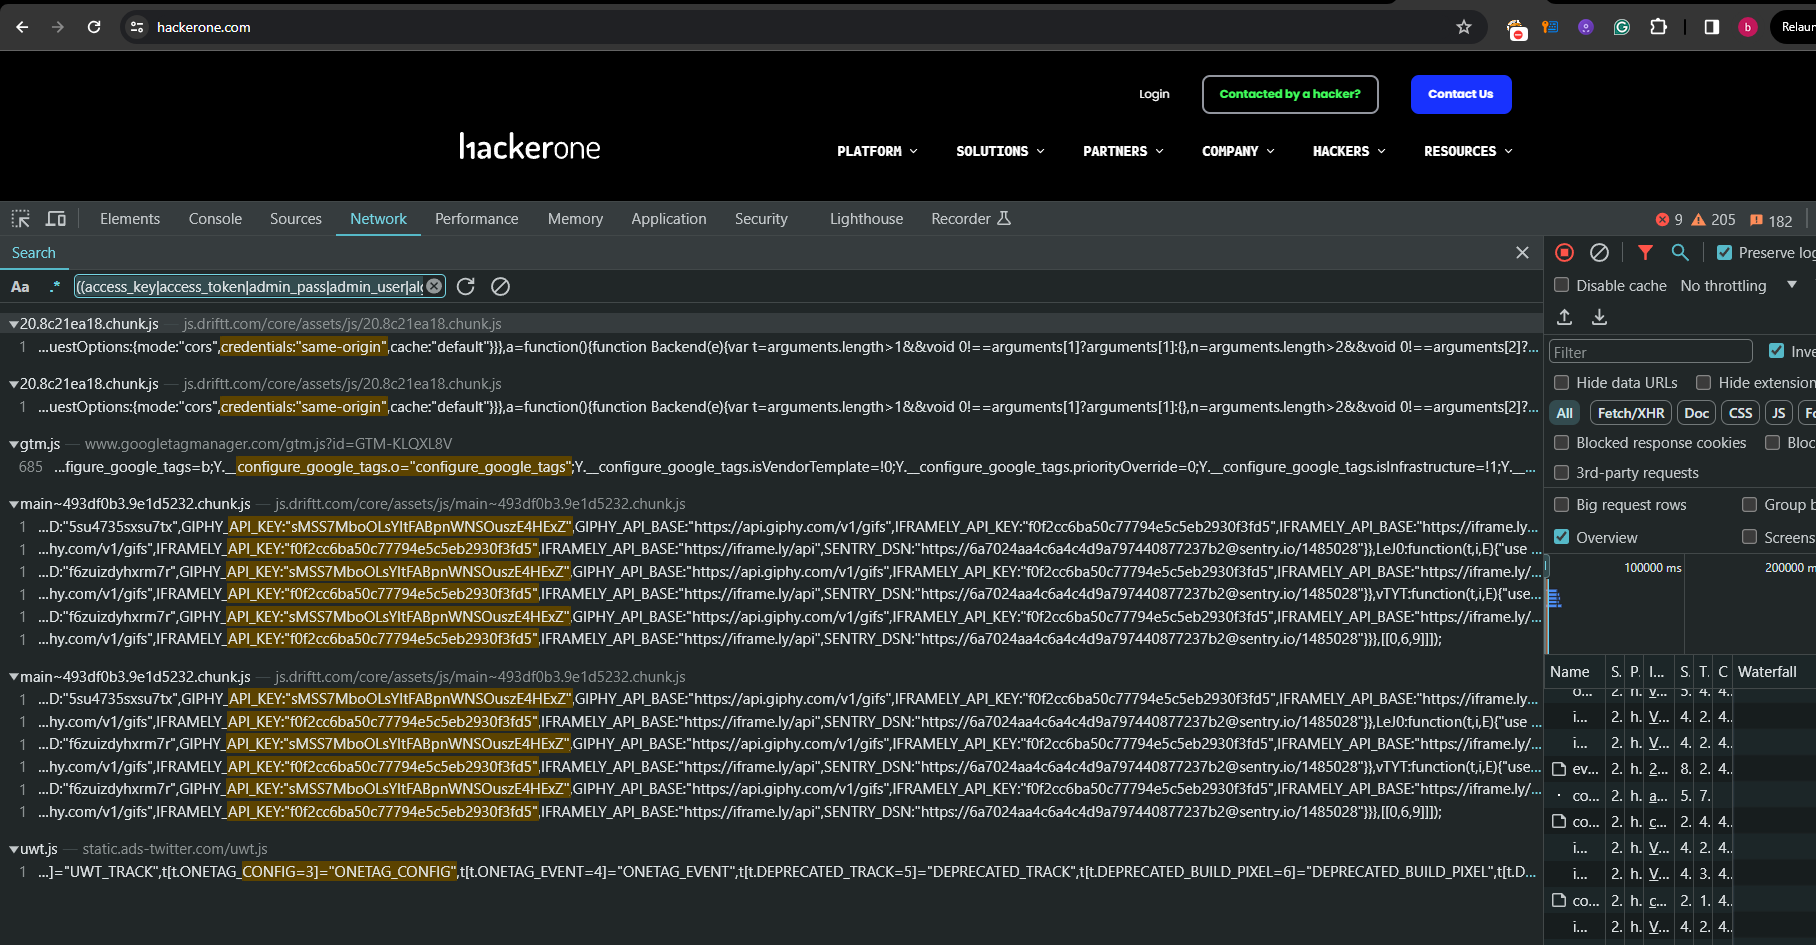 hackerone.com
b
Relaun
Login
Contacted by a hacker?
Contact Us
hackerone
PLATFORM
SOLUTIONS
PARTNERS
COMPANY
HACKERS
RESOURCES
Elements Console Sources Network Performance Memory Application Security Lighthouse Recorder
9 205 182
Search
Preserve log
Aa .* ((access_key|access_token|admin_pass|admin_user|alg
Disable cache No throttling
20.8c21ea18.chunk.js — js.driftt.com/core/assets/js/20.8c21ea18.chunk.js
1 ...uestOptions:{mode:"cors",credentials:"same-origin",cache:"default"}}},a=function(){function Backend(e){var t=arguments.length>1&&void 0!==arguments[1]?arguments[1]:{},n=arguments.length>2&&void 0!==arguments[2]?...
20.8c21ea18.chunk.js — js.driftt.com/core/assets/js/20.8c21ea18.chunk.js
1 ...uestOptions:{mode:"cors",credentials:"same-origin",cache:"default"}}},a=function(){function Backend(e){var t=arguments.length>1&&void 0!==arguments[1]?arguments[1]:{},n=arguments.length>2&&void 0!==arguments[2]?...
gtm.js — www.googletagmanager.com/gtm.js?id=GTM-KLQXL8V
685 ...figure_google_tags=b;Y.__configure_google_tags.o="configure_google_tags";Y.__configure_google_tags.isVendorTemplate=!0;Y.__configure_google_tags.priorityOverride=0;Y.__configure_google_tags.isInfrastructure=!1;Y.__...
main~493df0b3.9e1d5232.chunk.js — js.driftt.com/core/assets/js/main~493df0b3.9e1d5232.chunk.js
1 ...D:"5su4735sxsu7tx",GIPHY_API_KEY:"sMSS7MboOLsYItFABpnWNSOuszE4HExZ",GIPHY_API_BASE:"https://api.giphy.com/v1/gifs",IFRAMELY_API_KEY:"f0f2cc6ba50c77794e5c5eb2930f3fd5",IFRAMELY_API_BASE:"https://iframe.ly...
1 ...hy.com/v1/gifs",IFRAMELY_API_KEY:"f0f2cc6ba50c77794e5c5eb2930f3fd5",IFRAMELY_API_BASE:"https://iframe.ly/api",SENTRY_DSN:"https://6a7024aa4c6a4c4d9a797440877237b2@sentry.io/1485028"}},LeJ0:function(t,i,E){"use ...
1 ...D:"f6zuizdyhxrm7r",GIPHY_API_KEY:"sMSS7MboOLsYItFABpnWNSOuszE4HExZ",GIPHY_API_BASE:"https://api.giphy.com/v1/gifs",IFRAMELY_API_KEY:"f0f2cc6ba50c77794e5c5eb2930f3fd5",IFRAMELY_API_BASE:"https://iframe.ly/...
1 ...hy.com/v1/gifs",IFRAMELY_API_KEY:"f0f2cc6ba50c77794e5c5eb2930f3fd5",IFRAMELY_API_BASE:"https://iframe.ly/api",SENTRY_DSN:"https://6a7024aa4c6a4c4d9a797440877237b2@sentry.io/1485028"}},vTYT:function(t,i,E){"use...
1 ...D:"f6zuizdyhxrm7r",GIPHY_API_KEY:"sMSS7MboOLsYItFABpnWNSOuszE4HExZ",GIPHY_API_BASE:"https://api.giphy.com/v1/gifs",IFRAMELY_API_KEY:"f0f2cc6ba50c77794e5c5eb2930f3fd5",IFRAMELY_API_BASE:"https://iframe.ly/...
1 ...hy.com/v1/gifs",IFRAMELY_API_KEY:"f0f2cc6ba50c77794e5c5eb2930f3fd5",IFRAMELY_API_BASE:"https://iframe.ly/api",SENTRY_DSN:"https://6a7024aa4c6a4c4d9a797440877237b2@sentry.io/1485028"}}},[[0,6,9]]]);
main~493df0b3.9e1d5232.chunk.js — js.driftt.com/core/assets/js/main~493df0b3.9e1d5232.chunk.js
1 ...D:"5su4735sxsu7tx",GIPHY_API_KEY:"sMSS7MboOLsYItFABpnWNSOuszE4HExZ",GIPHY_API_BASE:"https://api.giphy.com/v1/gifs",IFRAMELY_API_KEY:"f0f2cc6ba50c77794e5c5eb2930f3fd5",IFRAMELY_API_BASE:"https://iframe.ly...
1 ...hy.com/v1/gifs",IFRAMELY_API_KEY:"f0f2cc6ba50c77794e5c5eb2930f3fd5",IFRAMELY_API_BASE:"https://iframe.ly/api",SENTRY_DSN:"https://6a7024aa4c6a4c4d9a797440877237b2@sentry.io/1485028"}},LeJ0:function(t,i,E){"use ...
1 ...D:"f6zuizdyhxrm7r",GIPHY_API_KEY:"sMSS7MboOLsYItFABpnWNSOuszE4HExZ",GIPHY_API_BASE:"https://api.giphy.com/v1/gifs",IFRAMELY_API_KEY:"f0f2cc6ba50c77794e5c5eb2930f3fd5",IFRAMELY_API_BASE:"https://iframe.ly/...
1 ...hy.com/v1/gifs",IFRAMELY_API_KEY:"f0f2cc6ba50c77794e5c5eb2930f3fd5",IFRAMELY_API_BASE:"https://iframe.ly/api",SENTRY_DSN:"https://6a7024aa4c6a4c4d9a797440877237b2@sentry.io/1485028"}},vTYT:function(t,i,E){"use...
1 ...D:"f6zuizdyhxrm7r",GIPHY_API_KEY:"sMSS7MboOLsYItFABpnWNSOuszE4HExZ",GIPHY_API_BASE:"https://api.giphy.com/v1/gifs",IFRAMELY_API_KEY:"f0f2cc6ba50c77794e5c5eb2930f3fd5",IFRAMELY_API_BASE:"https://iframe.ly/...
1 ...hy.com/v1/gifs",IFRAMELY_API_KEY:"f0f2cc6ba50c77794e5c5eb2930f3fd5",IFRAMELY_API_BASE:"https://iframe.ly/api",SENTRY_DSN:"https://6a7024aa4c6a4c4d9a797440877237b2@sentry.io/1485028"}}},[[0,6,9]]]);
uwt.js — static.ads-twitter.com/uwt.js
1 ...]="UWT_TRACK",t[t.ONETAG_CONFIG=3]="ONETAG_CONFIG",t[t.ONETAG_EVENT=4]="ONETAG_EVENT",t[t.DEPRECATED_TRACK=5]="DEPRECATED_TRACK",t[t.DEPRECATED_BUILD_PIXEL=6]="DEPRECATED_BUILD_PIXEL",t[t.D...
Filter Inve
Hide data URLs Hide extension
All Fetch/XHR Doc CSS JS Fo
Blocked response cookies Bloc
3rd-party requests
Big request rows Group b
Overview Screens
100000 ms 200000 m
Name S. P. I... S. T. C Waterfall
o... 2. h. V... 5. 4. 4..
i... 2. h. V... 4. 2. 4..
i... 2. h. V... 4. 2. 4..
ev... 2. h. 2... 8. 2. 4..
co... 2. h. a... 5. 7.
co... 2. h. c... 2. 4. 4..
i... 2. h. V... 4. 2. 4..
i... 2. h. V... 4. 3. 4..
co... 2. h. c... 2. 1. 4..
i... 2. h. V... 4. 2. 4..